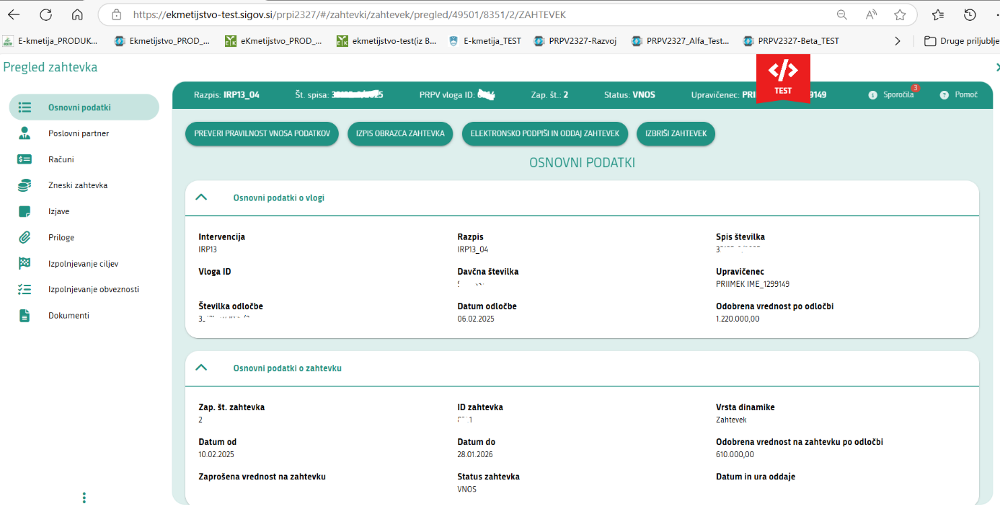 https://ekmetijstvo-test.sigov.si/prpi2327/#/zahtevki/zahtevek/pregled/49501/8351/2/ZAHTEVEK
E-kmetija_PRODUK... Ekmetijstvo_PROD_... eKmetijstvo_PROD_... ekmetijstvo-test(iz B... E-kmetija_TEST PRPV2327-Razvoj PRPV2327_Alfa_Test... PRPV2327-Beta_TEST Druge priljublje
Pregled zahtevka
TEST
Razpis: IRP13_04 Št. spisa: PRPV vloga ID: Zap. št.: 2 Status: VNOS Upravičenec: PRI 9149 Sporočila 3 Pomoč
Osnovni podatki
Poslovni partner
Računi
Zneski zahtevka
Izjave
Priloge
Izpolnjevanje ciljev
Izpolnjevanje obveznosti
Dokumenti
PREVERI PRAVILNOST VNOSA PODATKOV IZPIS OBRAZCA ZAHTEVKA ELEKTRONSKO PODPIŠI IN ODDAJ ZAHTEVEK IZBRIŠI ZAHTEVEK
OSNOVNI PODATKI
Osnovni podatki o vlogi
Intervencija Razpis Spis številka
IRP13 IRP13_04
Vloga ID Davčna številka Upravičenec
PRIIMEK IME_1299149
Številka odločbe Datum odločbe Odobrena vrednost po odločbi
06.02.2025 1.220.000,00
Osnovni podatki o zahtevku
Zap. št. zahtevka ID zahtevka Vrsta dinamike
2 Zahtevek
Datum od Datum do Odobrena vrednost na zahtevku po odločbi
10.02.2025 28.01.2026 610.000,00
Zaprošena vrednost na zahtevku Status zahtevka Datum in ura oddaje
VNOS